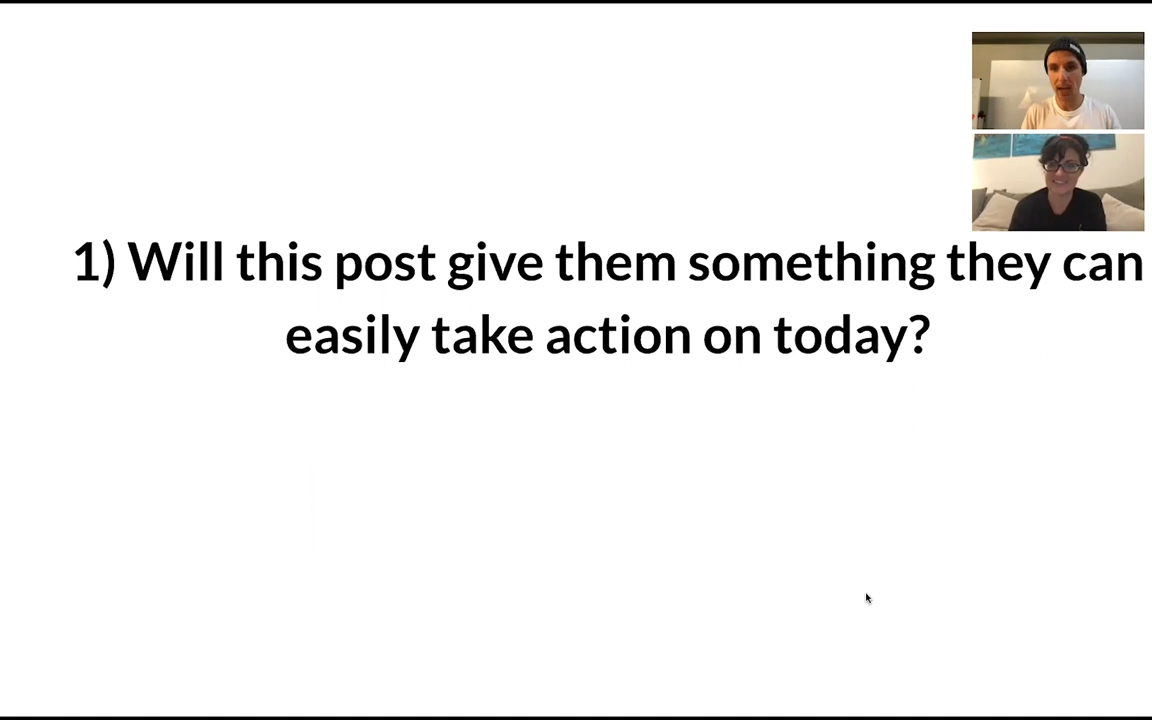 1) Will this post give them something they can
easily take action on today?